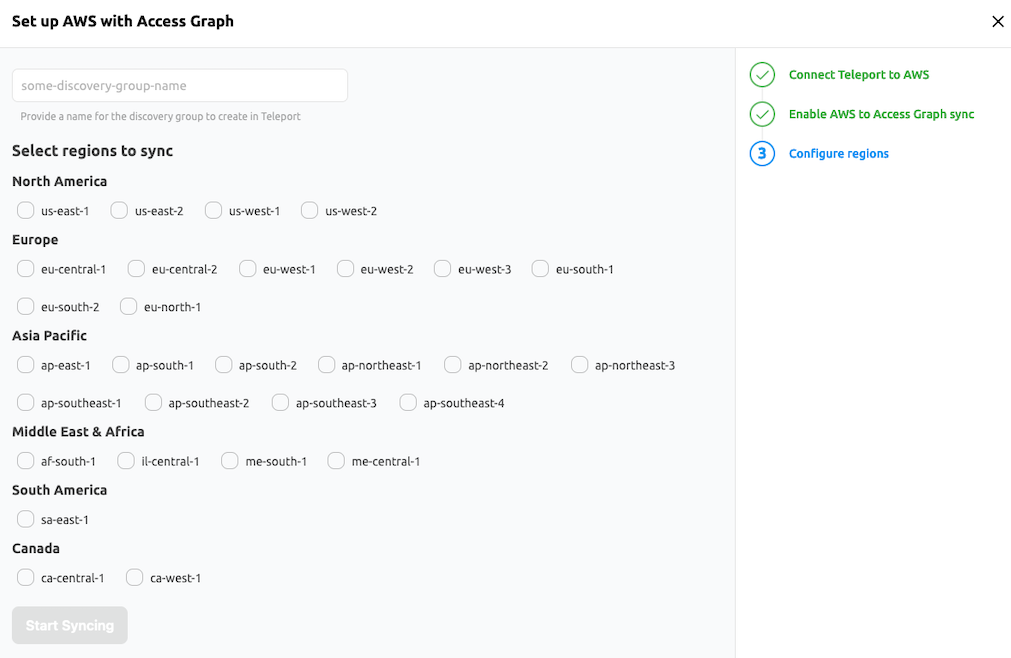 Set up AWS with Access Graph
some-discovery-group-name
Provide a name for the discovery group to create in Teleport
Select regions to sync
North America
us-east-1 us-east-2 us-west-1 us-west-2
Europe
eu-central-1 eu-central-2 eu-west-1 eu-west-2 eu-west-3 eu-south-1
eu-south-2 eu-north-1
Asia Pacific
ap-east-1 ap-south-1 ap-south-2 ap-northeast-1 ap-northeast-2 ap-northeast-3
ap-southeast-1 ap-southeast-2 ap-southeast-3 ap-southeast-4
Middle East & Africa
af-south-1 il-central-1 me-south-1 me-central-1
South America
sa-east-1
Canada
ca-central-1 ca-west-1
Start Syncing
Connect Teleport to AWS
Enable AWS to Access Graph sync
3 Configure regions